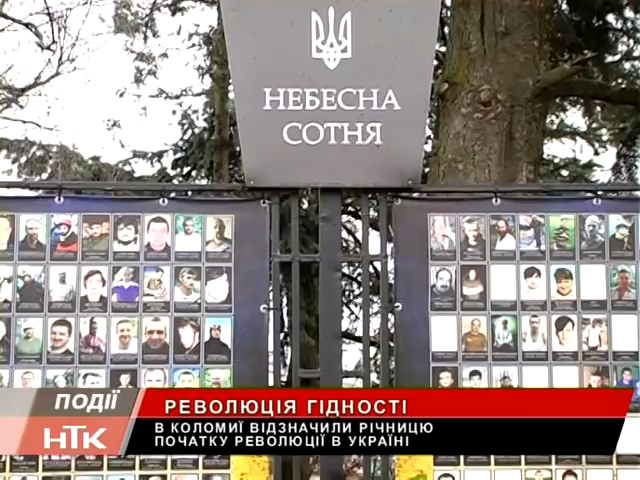 НЕБЕСНА
СОТНЯ
ПОДІЇ
НТК
РЕВОЛЮЦІЯ ГІДНОСТІ
В КОЛОМИЇ ВІДЗНАЧИЛИ РІЧНИЦЮ
ПОЧАТКУ РЕВОЛЮЦІЇ В УКРАЇНІ